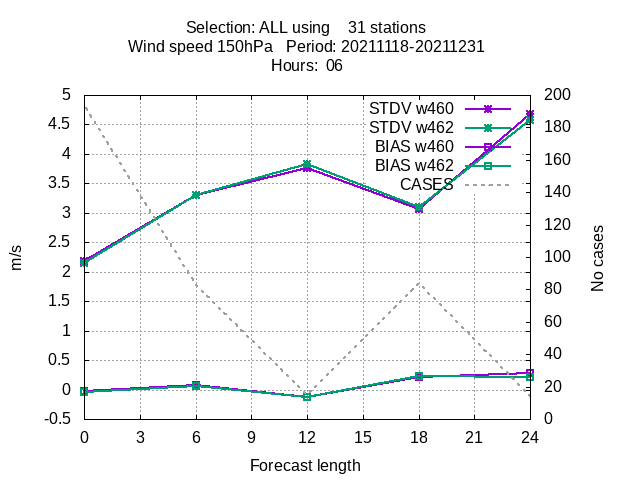 Selection: ALL using    31 stations
Wind speed 150hPa   Period: 20211118-20211231
Hours:  06
5
4.5
4
3.5
3
2.5
2
1.5
1
0.5
0
-0.5
m/s
STDV w460
STDV w462
BIAS w460
BIAS w462
CASES
200
180
160
140
120
100
80
60
40
20
0
No cases
0 3 6 9 12 15 18 21 24
Forecast length